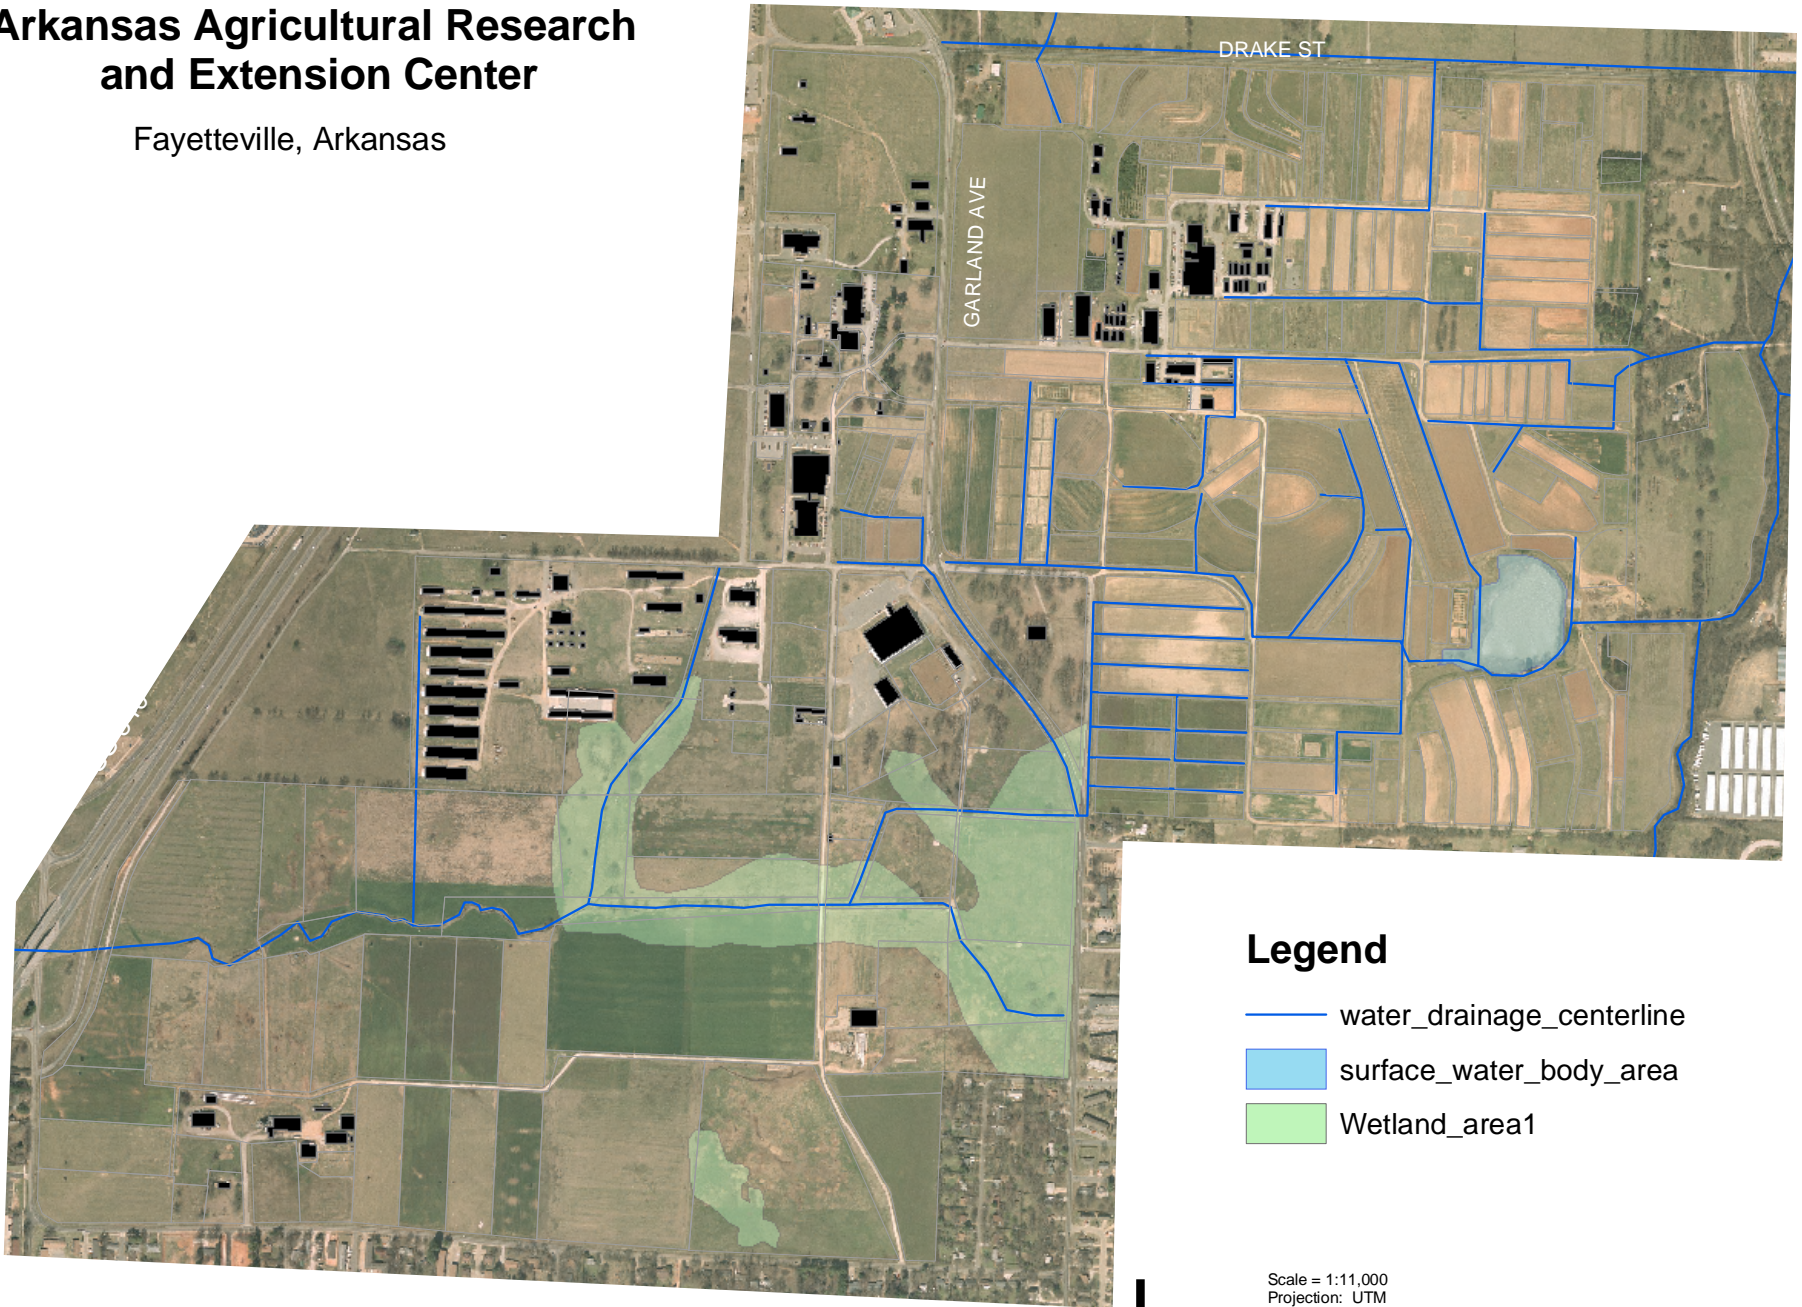 Arkansas Agricultural Research
and Extension Center
Fayetteville, Arkansas
DRAKE ST
GARLAND AVE
Legend
water_drainage_centerline
surface_water_body_area
Wetland_area1
Scale = 1:11,000
Projection: UTM